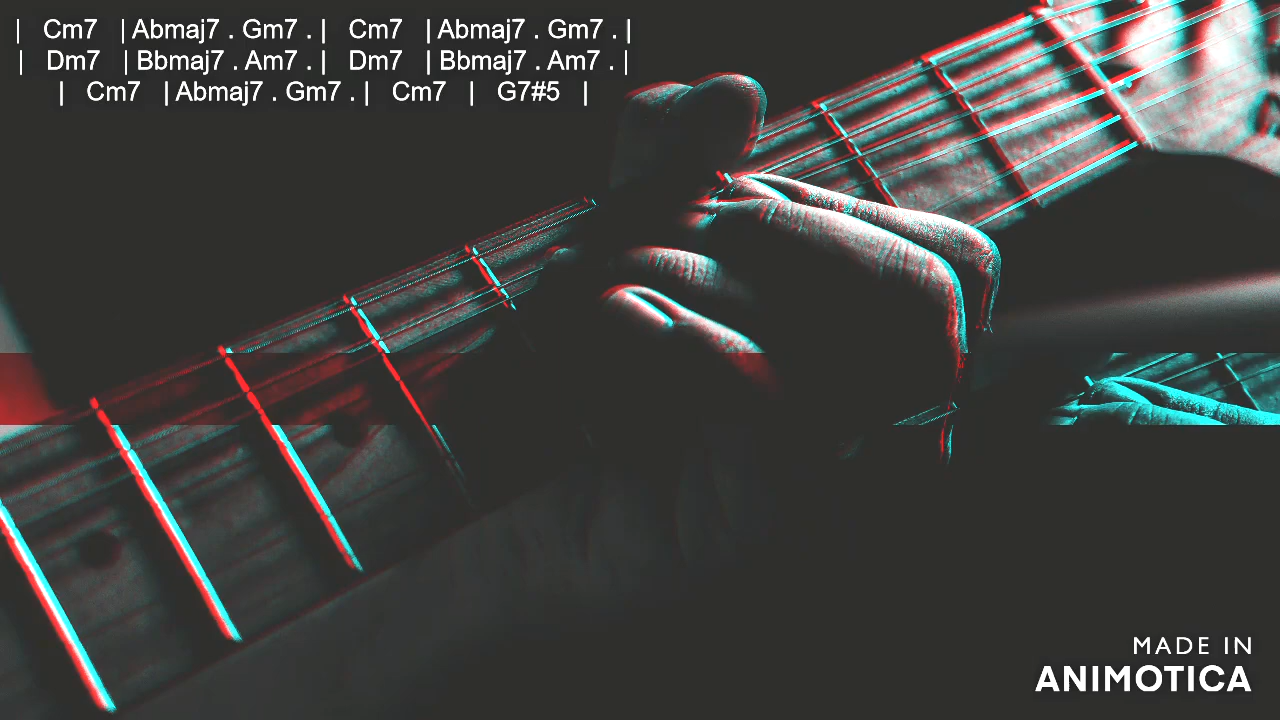 | Cm7 | Abmaj7 . Gm7 . | Cm7 | Abmaj7 . Gm7 . |
| Dm7 | Bbmaj7 . Am7 . | Dm7 | Bbmaj7 . Am7 . |
| Cm7 | Abmaj7 . Gm7 . | Cm7 | G7#5 |
MADE IN
ANIMOTICA